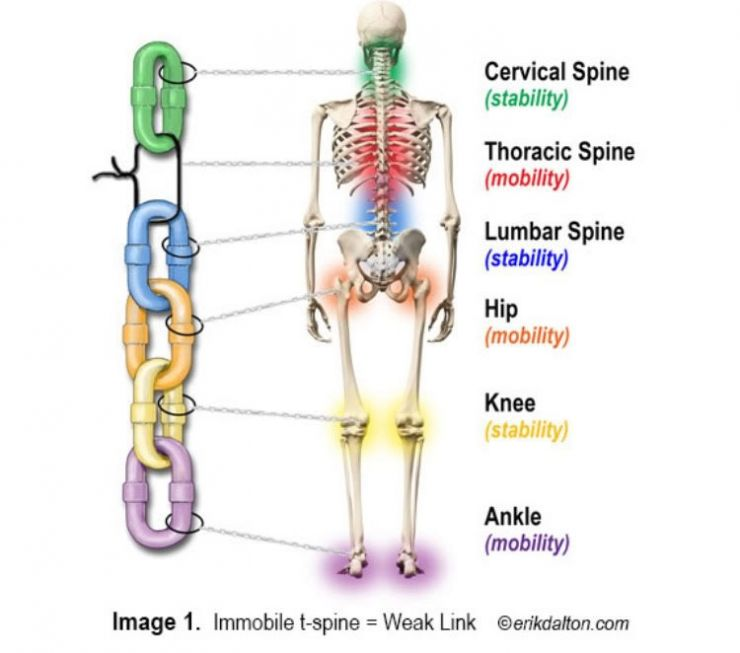 Cervical Spine
(stability)
Thoracic Spine
(mobility)
Lumbar Spine
(stability)
Hip
(mobility)
Knee
(stability)
Ankle
(mobility)
Image 1. Immobile t-spine = Weak Link ©erikdalton.com